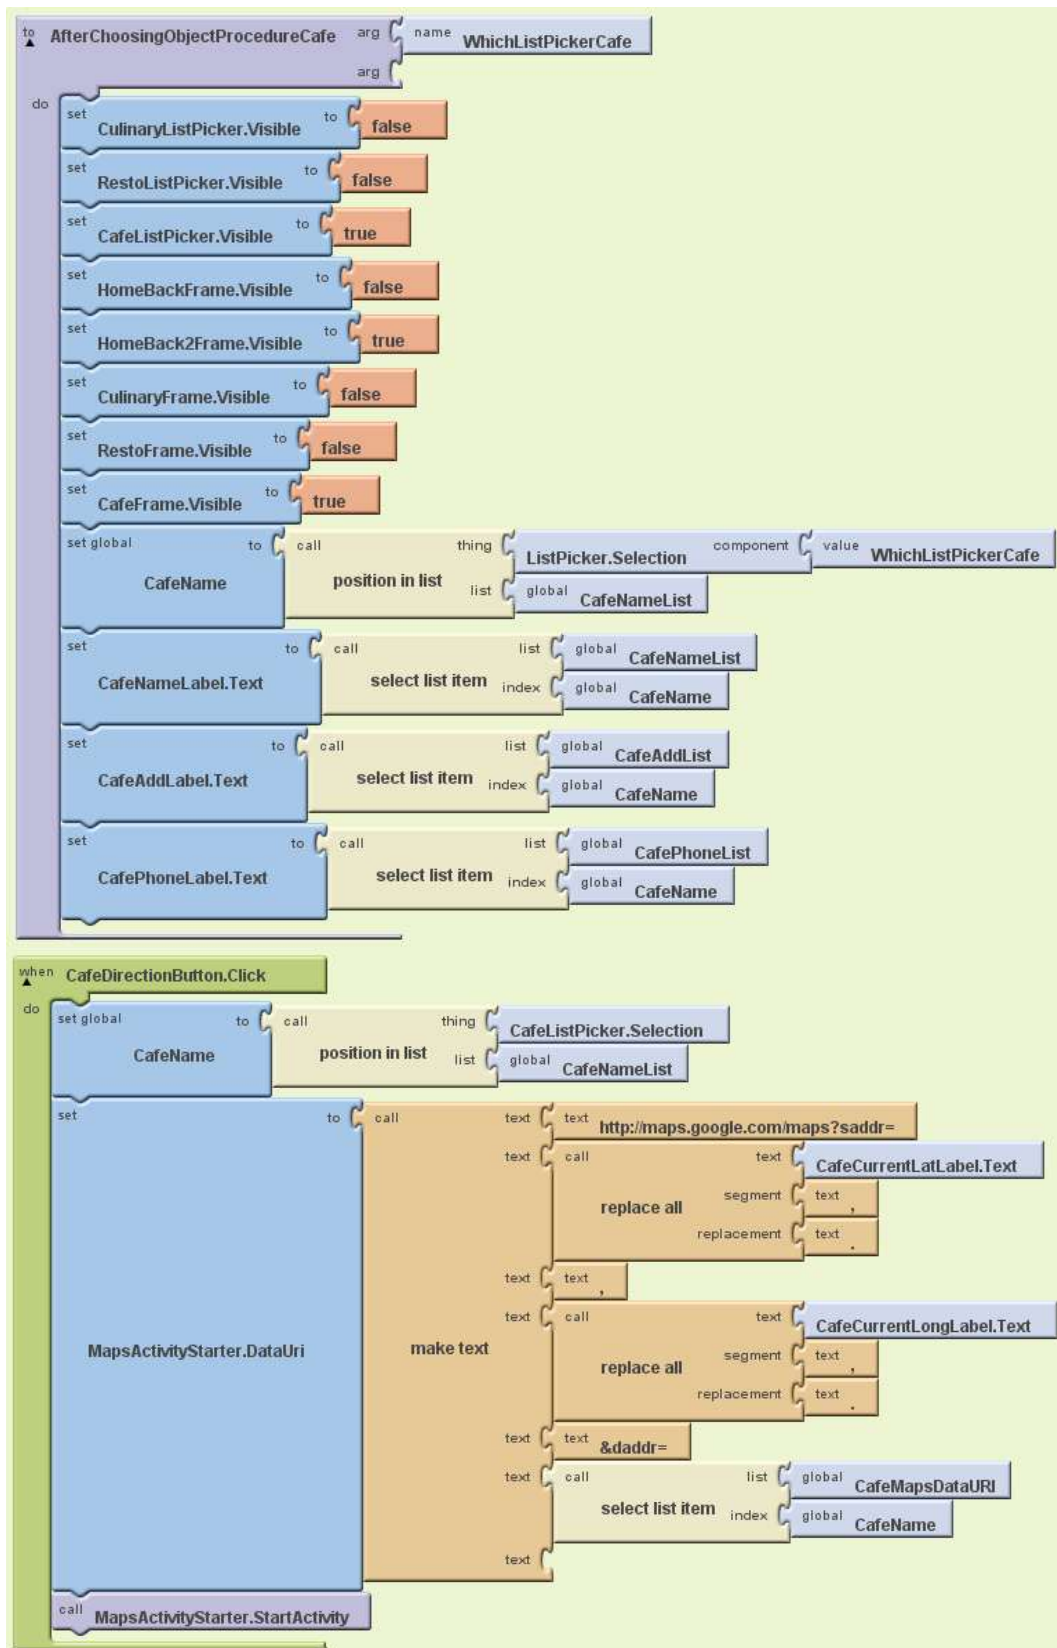 to AfterChoosingObjectProcedureCafe arg name WhichListPickerCafe
arg
do
set CulinaryListPicker.Visible to false
set RestoListPicker.Visible to false
set CafeListPicker.Visible to true
set HomeBackFrame.Visible to false
set HomeBack2Frame.Visible to true
set CulinaryFrame.Visible to false
set RestoFrame.Visible to false
set CafeFrame.Visible to true
set global CafeName to call position in list thing ListPicker.Selection component value WhichListPickerCafe
list global CafeNameList
set CafeNameLabel.Text to call select list item list global CafeNameList
index global CafeName
set CafeAddLabel.Text to call select list item list global CafeAddList
index global CafeName
set CafePhoneLabel.Text to call select list item list global CafePhoneList
index global CafeName
when CafeDirectionButton.Click
do
set global CafeName to call position in list thing CafeListPicker.Selection
list global CafeNameList
set MapsActivityStarter.DataUri to call make text text text http://maps.google.com/maps?saddr=
text call replace all text CafeCurrentLatLabel.Text
segment text ,
replacement text .
text text ,
text call replace all text CafeCurrentLongLabel.Text
segment text ,
replacement text .
text text &daddr=
text call select list item list global CafeMapsDataURI
index global CafeName
text
call MapsActivityStarter.StartActivity